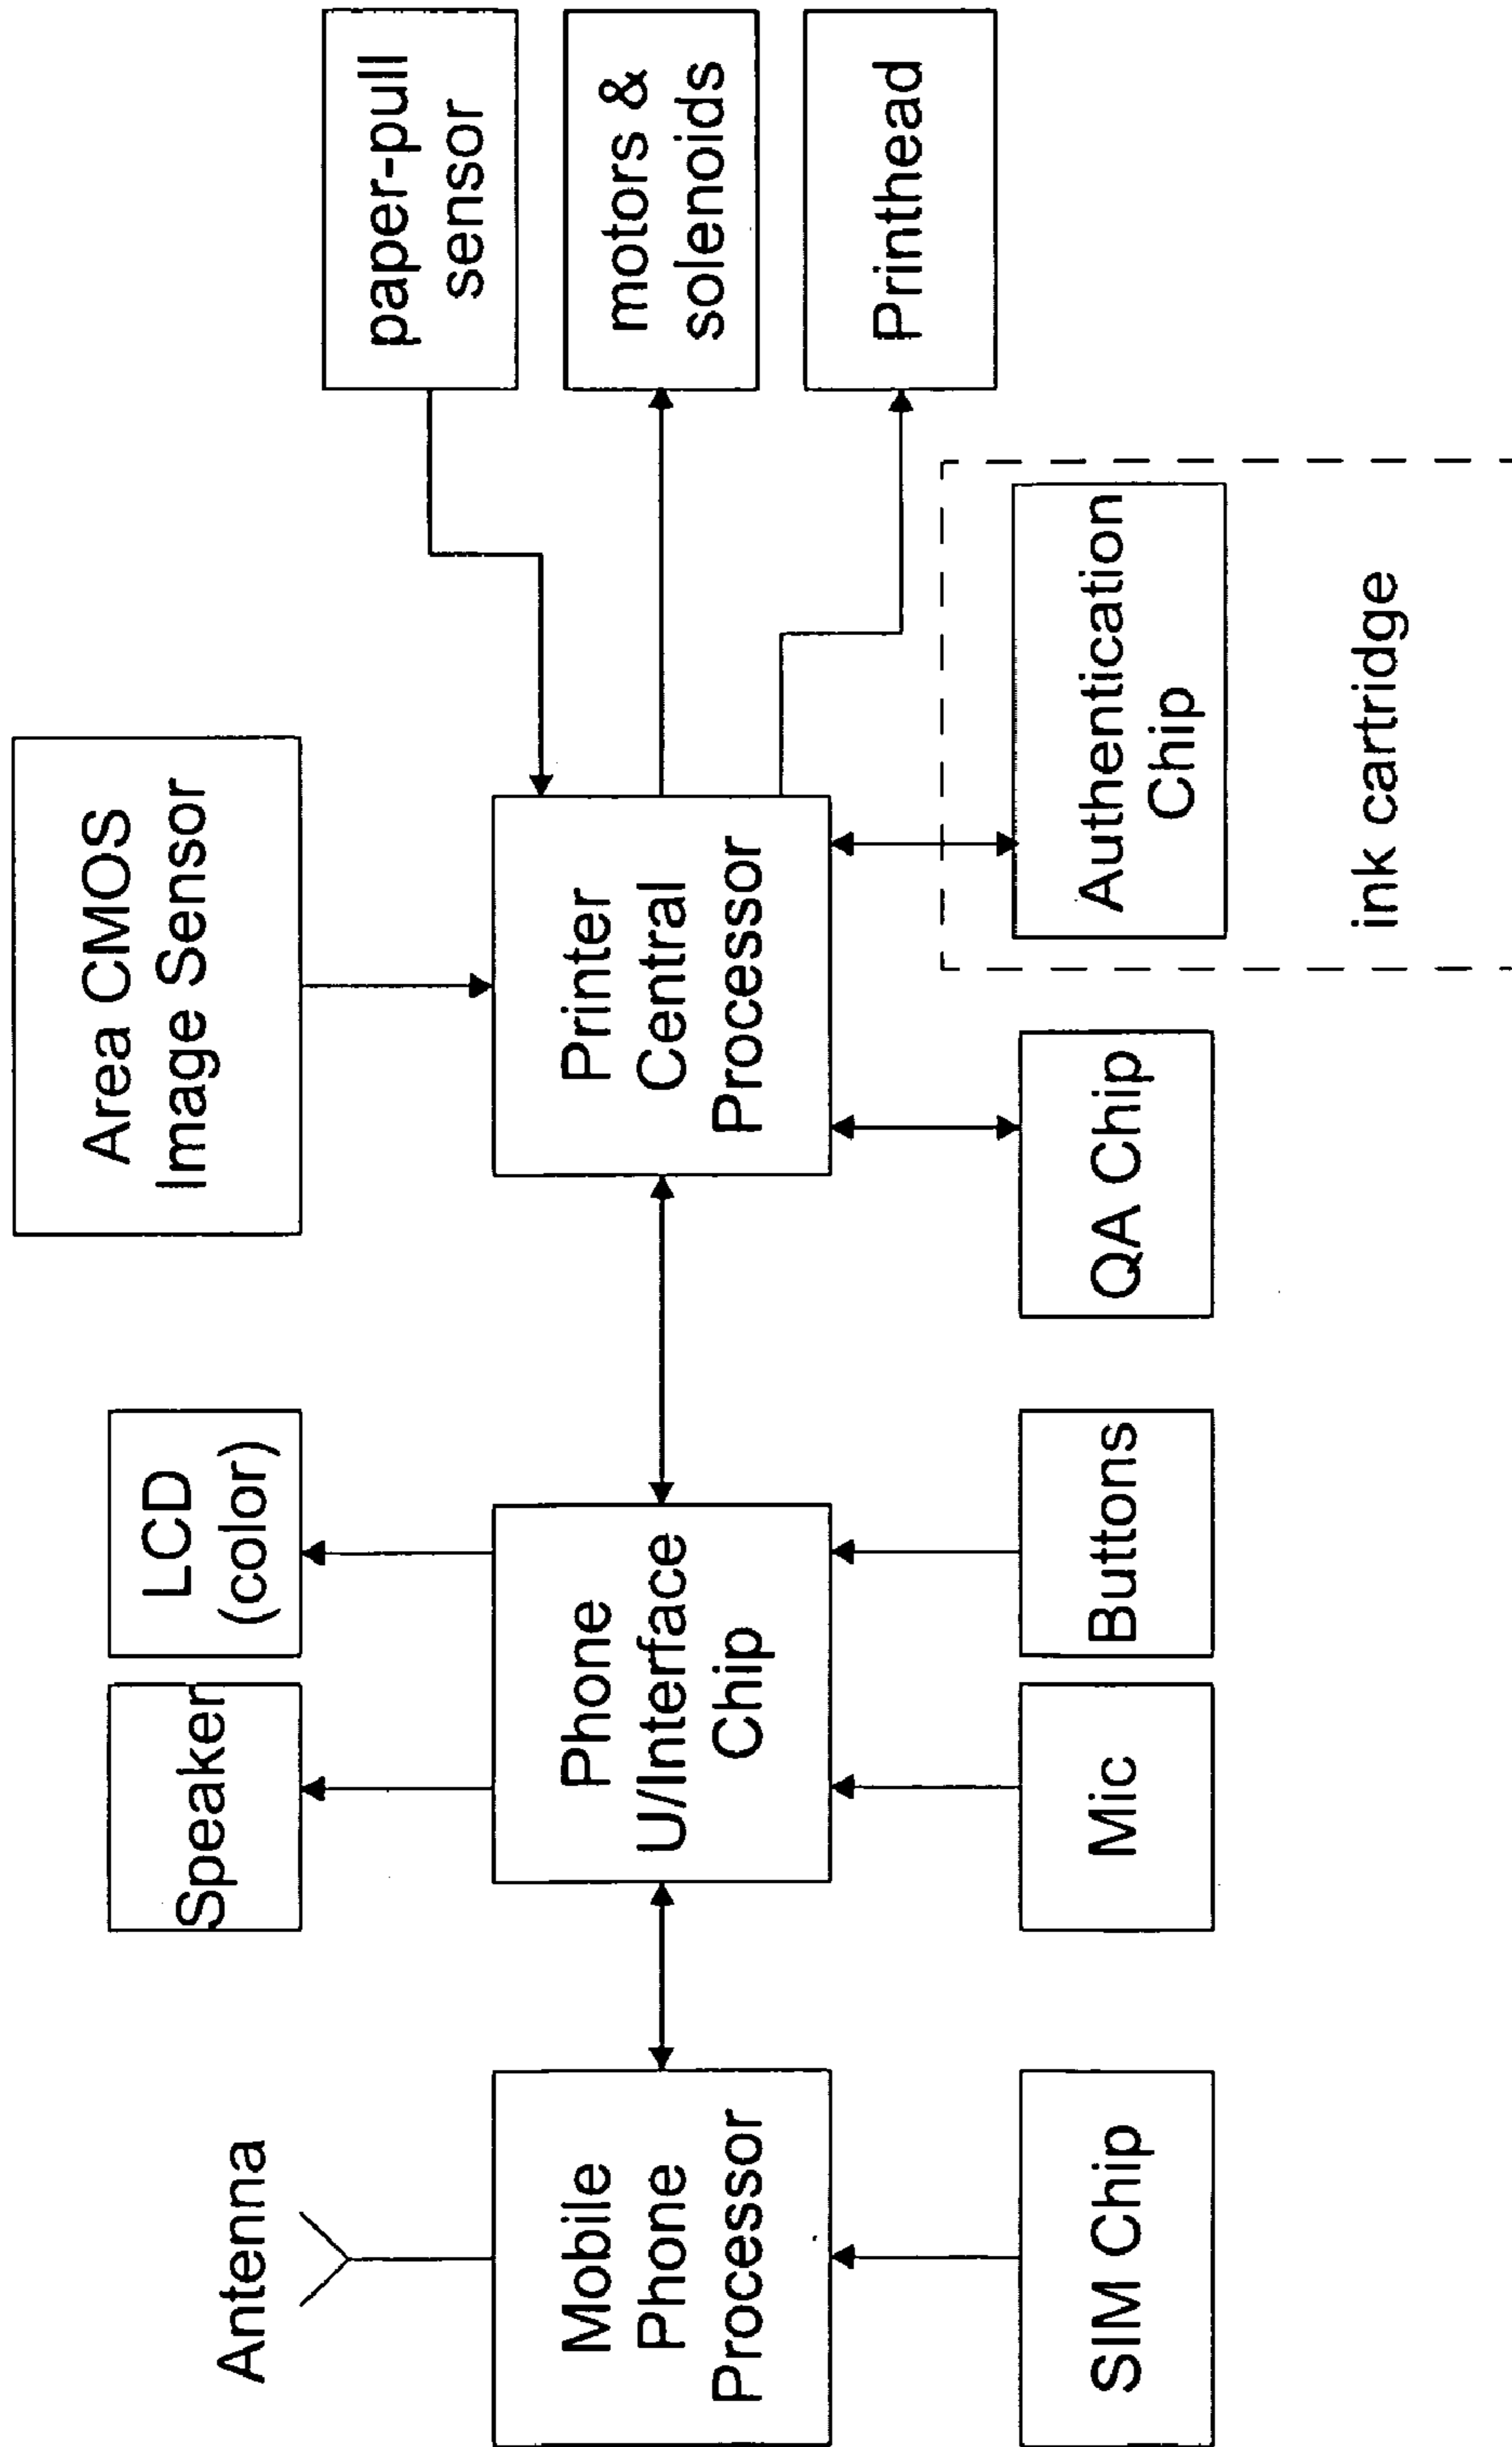 Antenna
Mobile
Phone
Processor
SIM Chip
Speaker
LCD
(color)
Phone
U/Interface
Chip
Mic
Buttons
Area CMOS
Image Sensor
Printer
Central
Processor
QA Chip
Authentication
Chip
ink cartridge
paper-pull
sensor
motors &
solenoids
Printhead